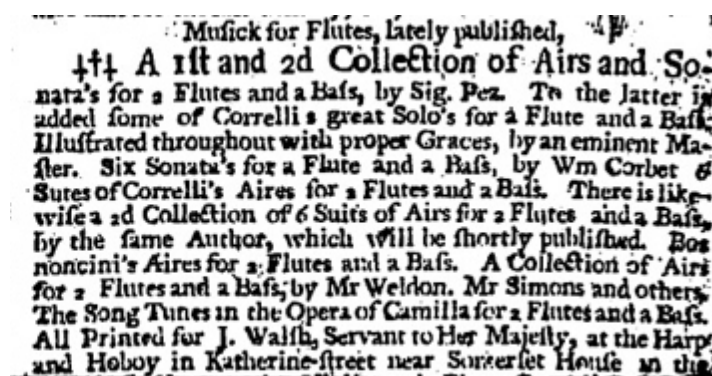 Musick for Flutes, lately publiſhed,
‡†‡ A 1ſt and 2d Collection of Airs and So-
nata's for 2 Flutes and a Baſs, by Sig. Pez. To the latter is
added ſome of Correlli s great Solo's for a Flute and a Baſs.
Illuſtrated throughout with proper Graces, by an eminent Ma-
ſter. Six Sonata's for a Flute and a Baſs, by Wm Corbet 6
Sutes of Correlli's Aires for 2 Flutes and a Baſs. There is like-
wiſe a 2d Collection of 6 Suits of Airs for 2 Flutes and a Baſs,
by the ſame Author, which will be ſhortly publiſhed. Bo
noncini's Aires for 2 Flutes and a Baſs. A Collection of Airs
for 2 Flutes and a Baſs, by Mr Weldon. Mr Simons and others.
The Song Tunes in the Opera of Camilla for 2 Flutes and a Baſs.
All Printed for J. Walſh, Servant to Her Majeſty, at the Harp
and Hoboy in Katherine-ſtreet near Somerſet Houſe in the